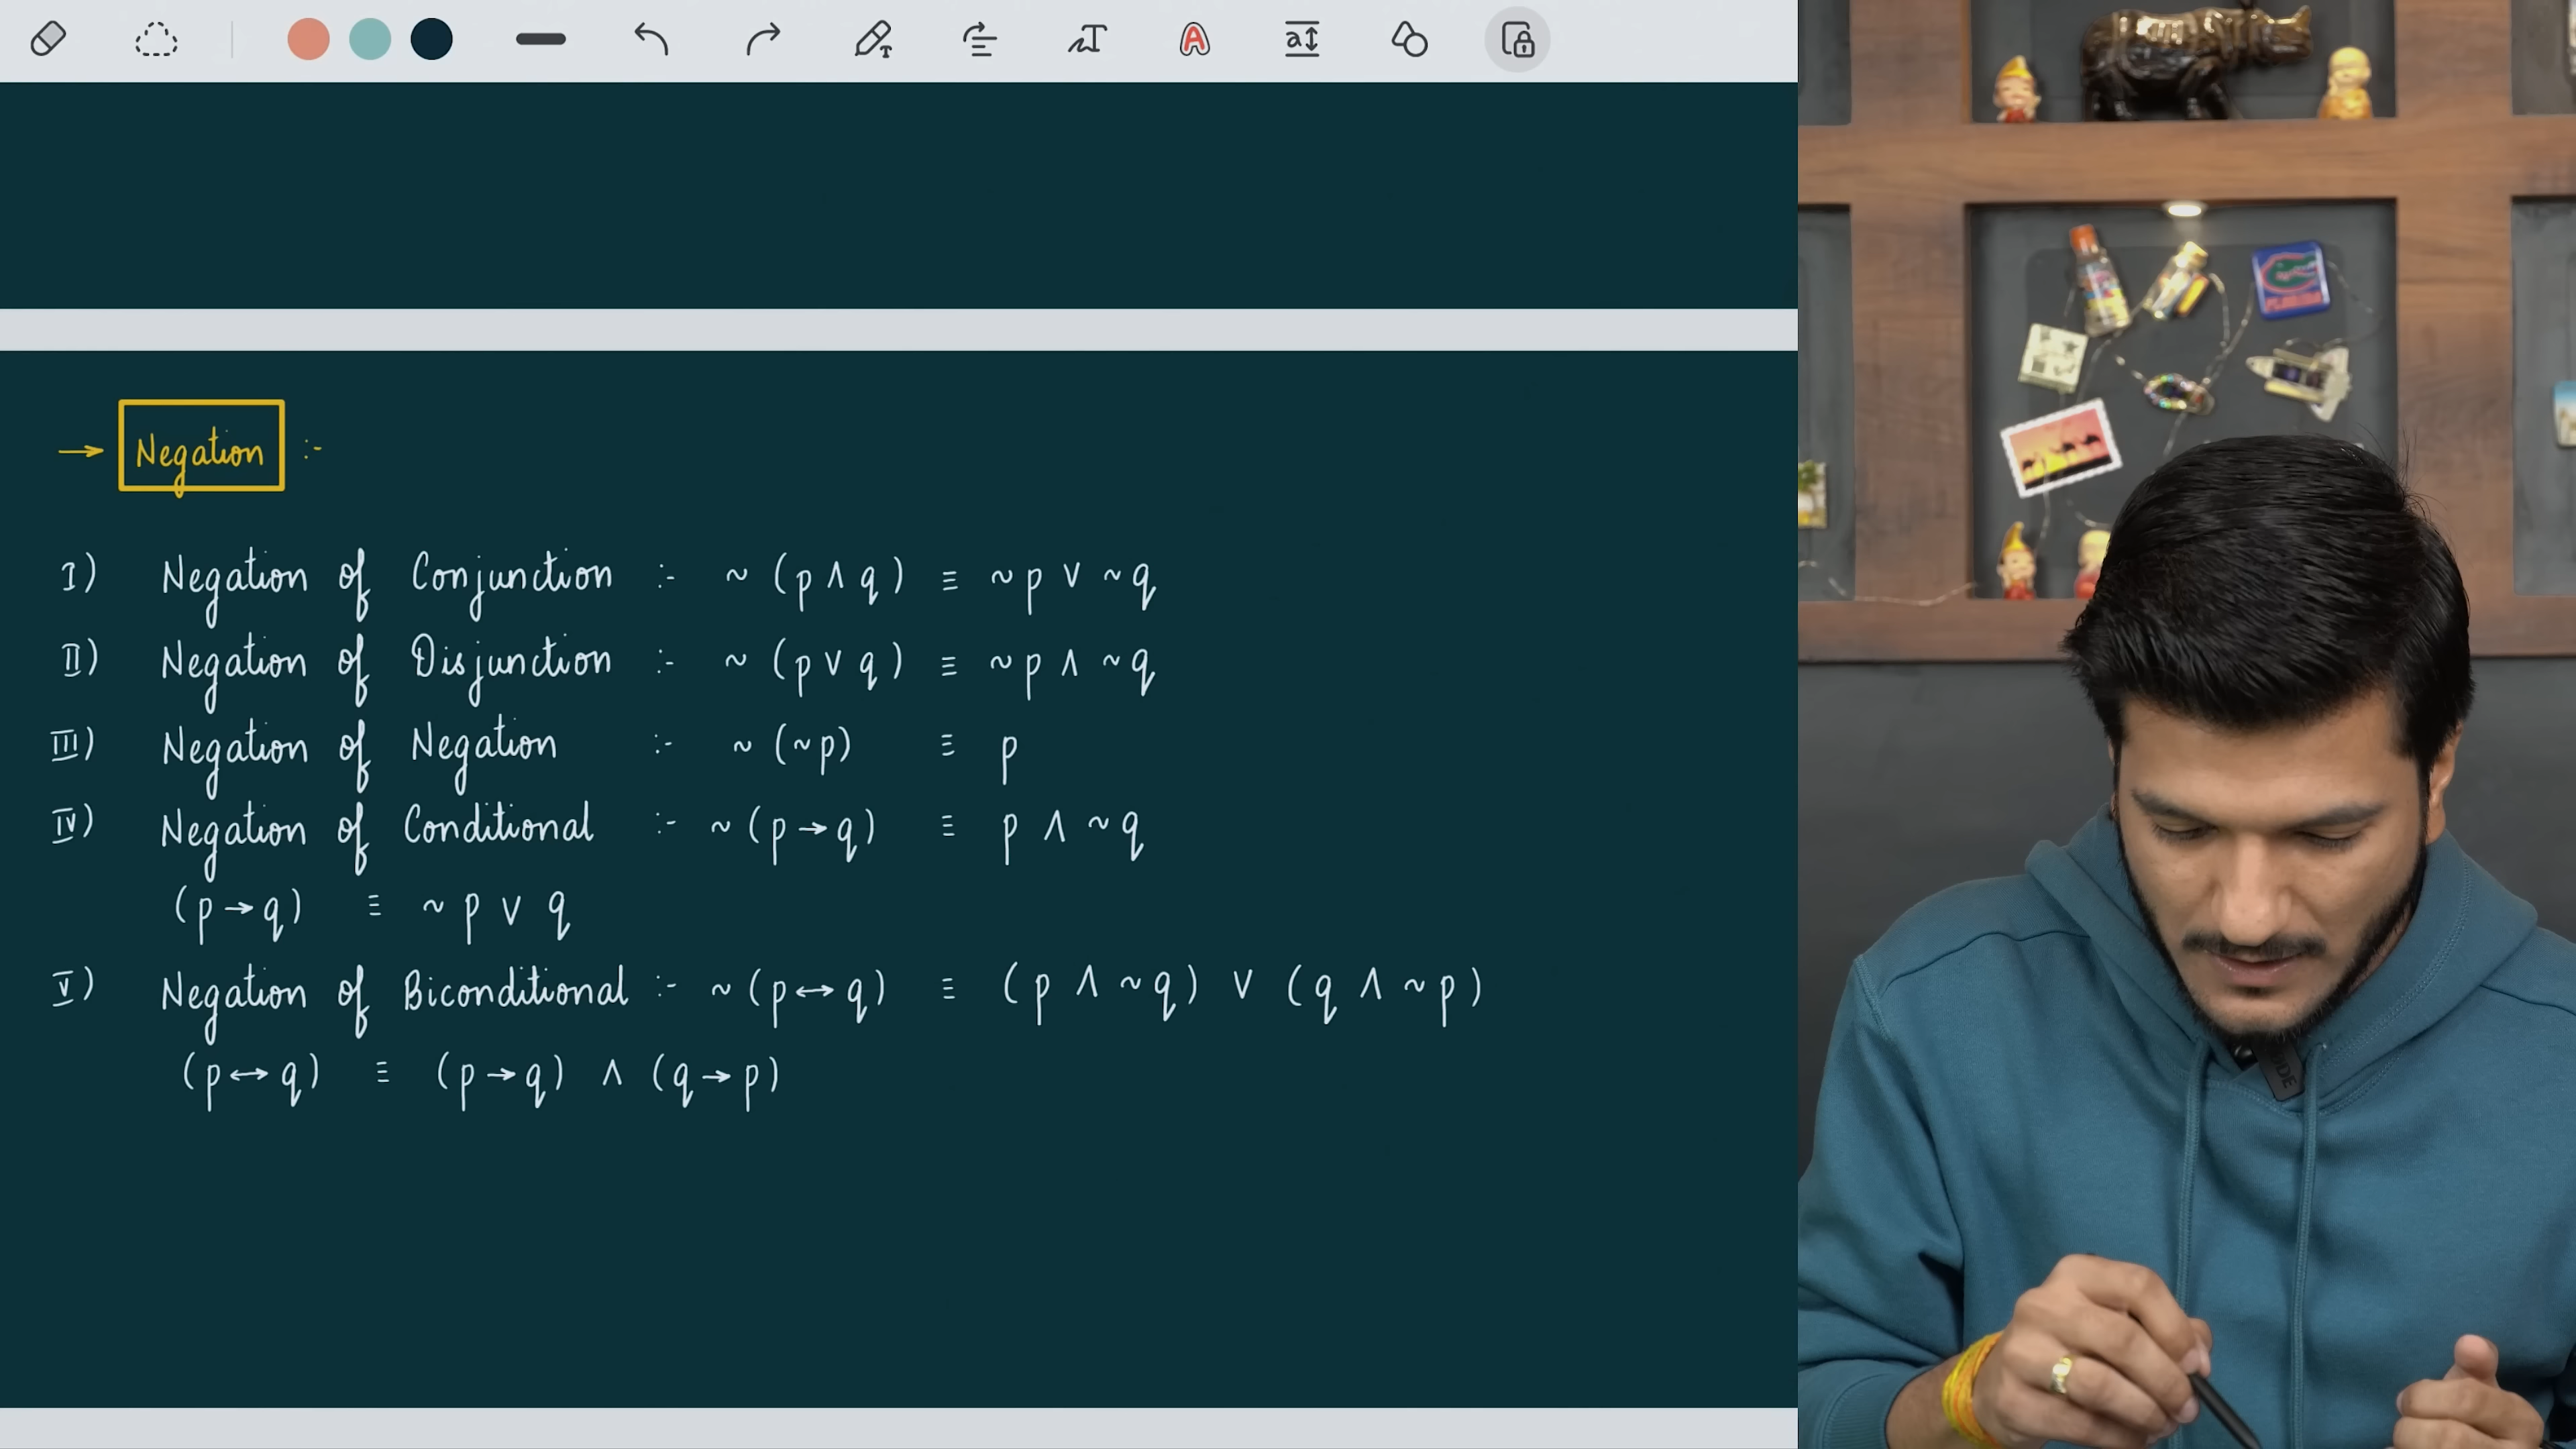 → Negation :-
I) Negation of Conjunction :- ~ (p ∧ q) ≡ ~p ∨ ~q
II) Negation of Disjunction :- ~ (p ∨ q) ≡ ~p ∧ ~q
III) Negation of Negation :- ~ (~p) ≡ p
IV) Negation of Conditional :- ~ (p → q) ≡ p ∧ ~q
(p → q) ≡ ~p ∨ q
V) Negation of Biconditional :- ~ (p ↔ q) ≡ (p ∧ ~q) ∨ (q ∧ ~p)
(p ↔ q) ≡ (p → q) ∧ (q → p)